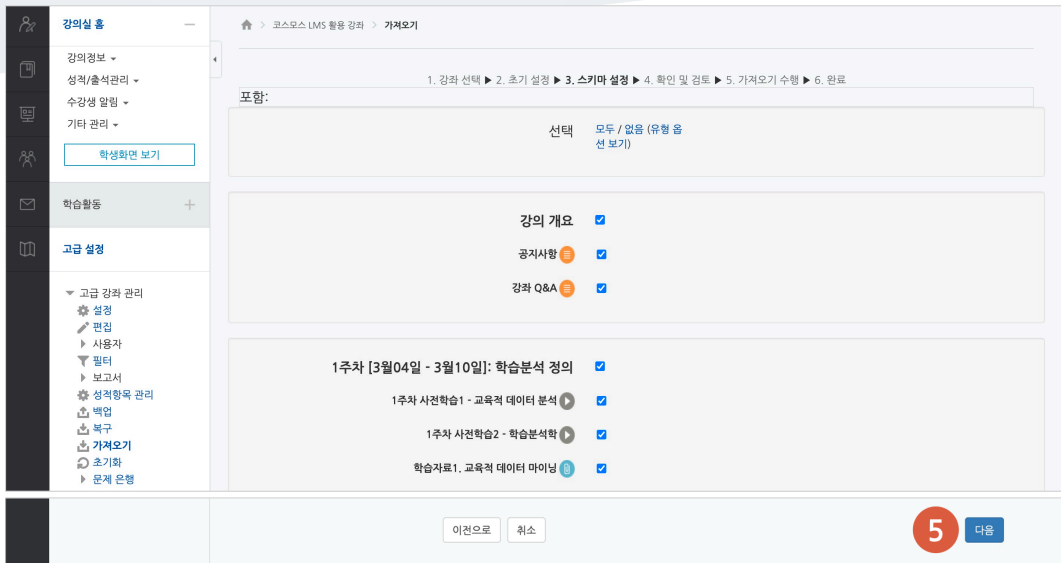 강의실 홈
강의정보
성적/출석관리
수강생 알림
기타 관리
학생화면 보기
학습활동
고급 설정
고급 강좌 관리
설정
편집
사용자
필터
보고서
성적항목 관리
백업
복구
가져오기
초기화
문제 은행
코스모스 LMS 활용 강좌 > 가져오기
1. 강좌 선택 ▶ 2. 초기 설정 ▶ 3. 스키마 설정 ▶ 4. 확인 및 검토 ▶ 5. 가져오기 수행 ▶ 6. 완료
포함:
선택 모두 / 없음 (유형 옵
션 보기)
강의 개요
공지사항
강좌 Q&A
1주차 [3월04일 - 3월10일]: 학습분석 정의
1주차 사전학습1 - 교육적 데이터 분석
1주차 사전학습2 - 학습분석학
학습자료1. 교육적 데이터 마이닝
이전으로 취소 5 다음